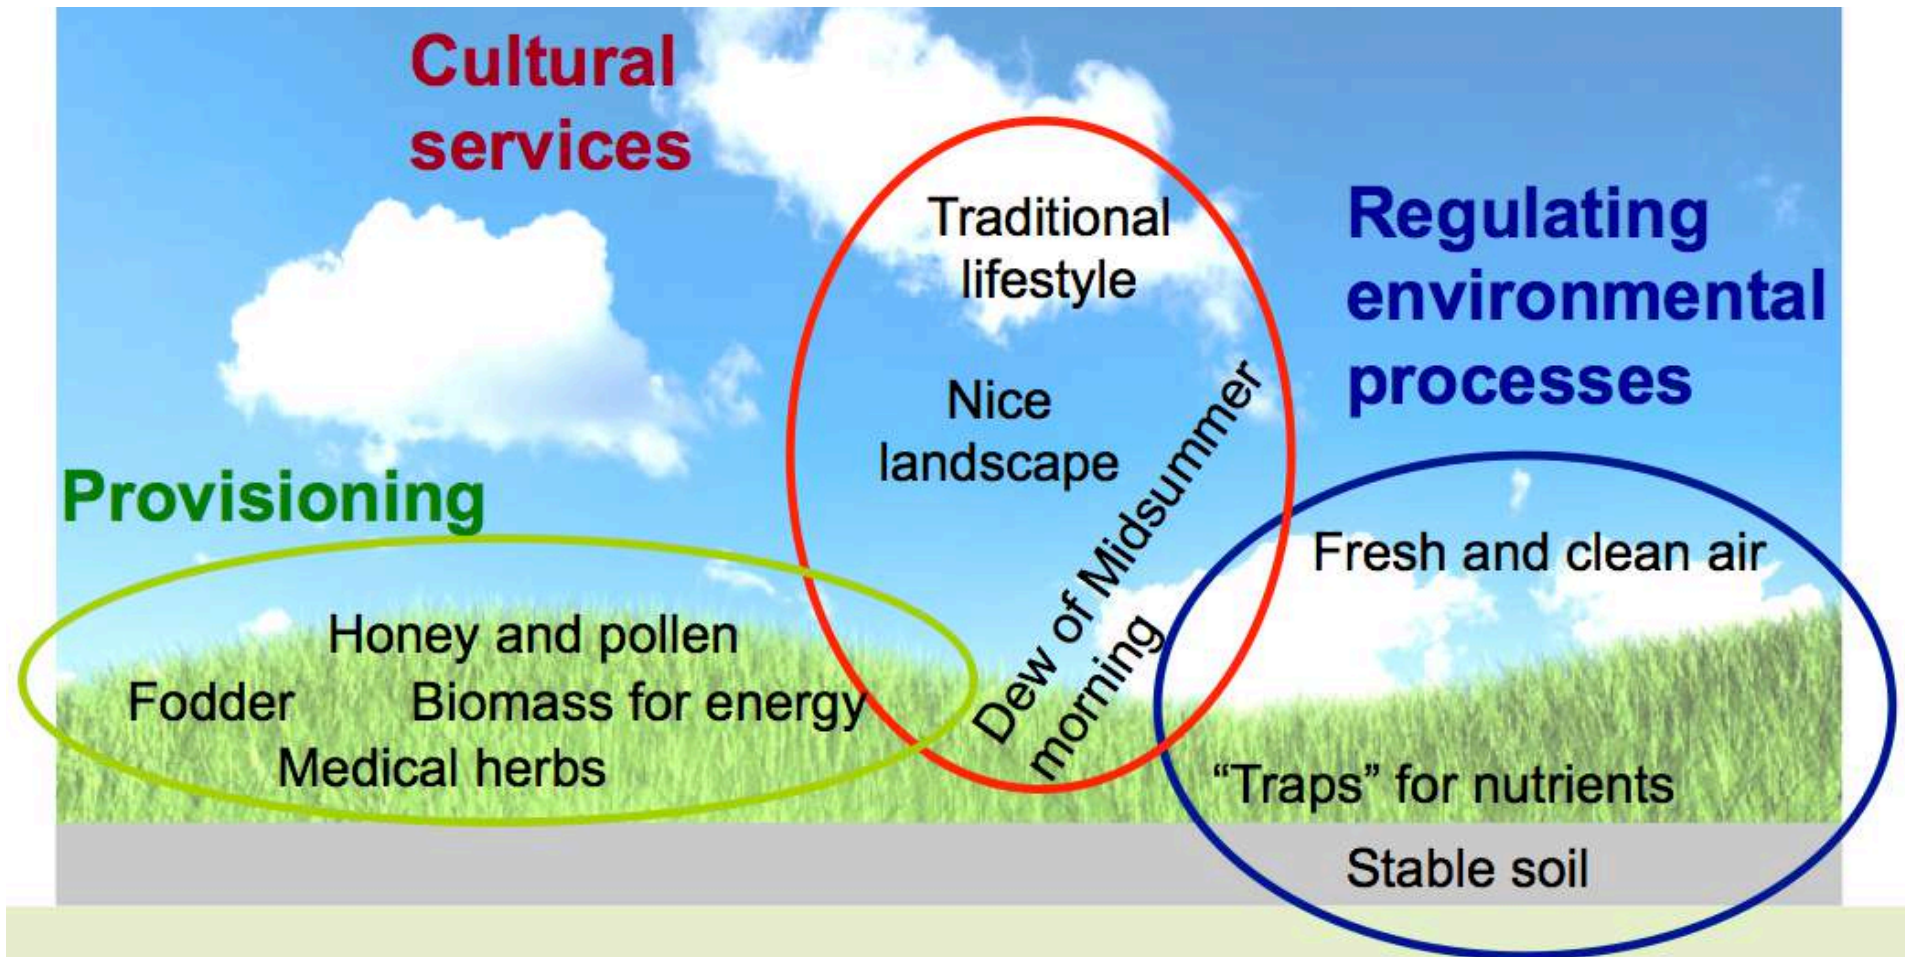 Cultural
services
Traditional
lifestyle
Regulating
environmental
processes
Nice
landscape
Dew of Midsummer
morning
Provisioning
Honey and pollen
Fodder
Biomass for energy
Medical herbs
Fresh and clean air
“Traps” for nutrients
Stable soil